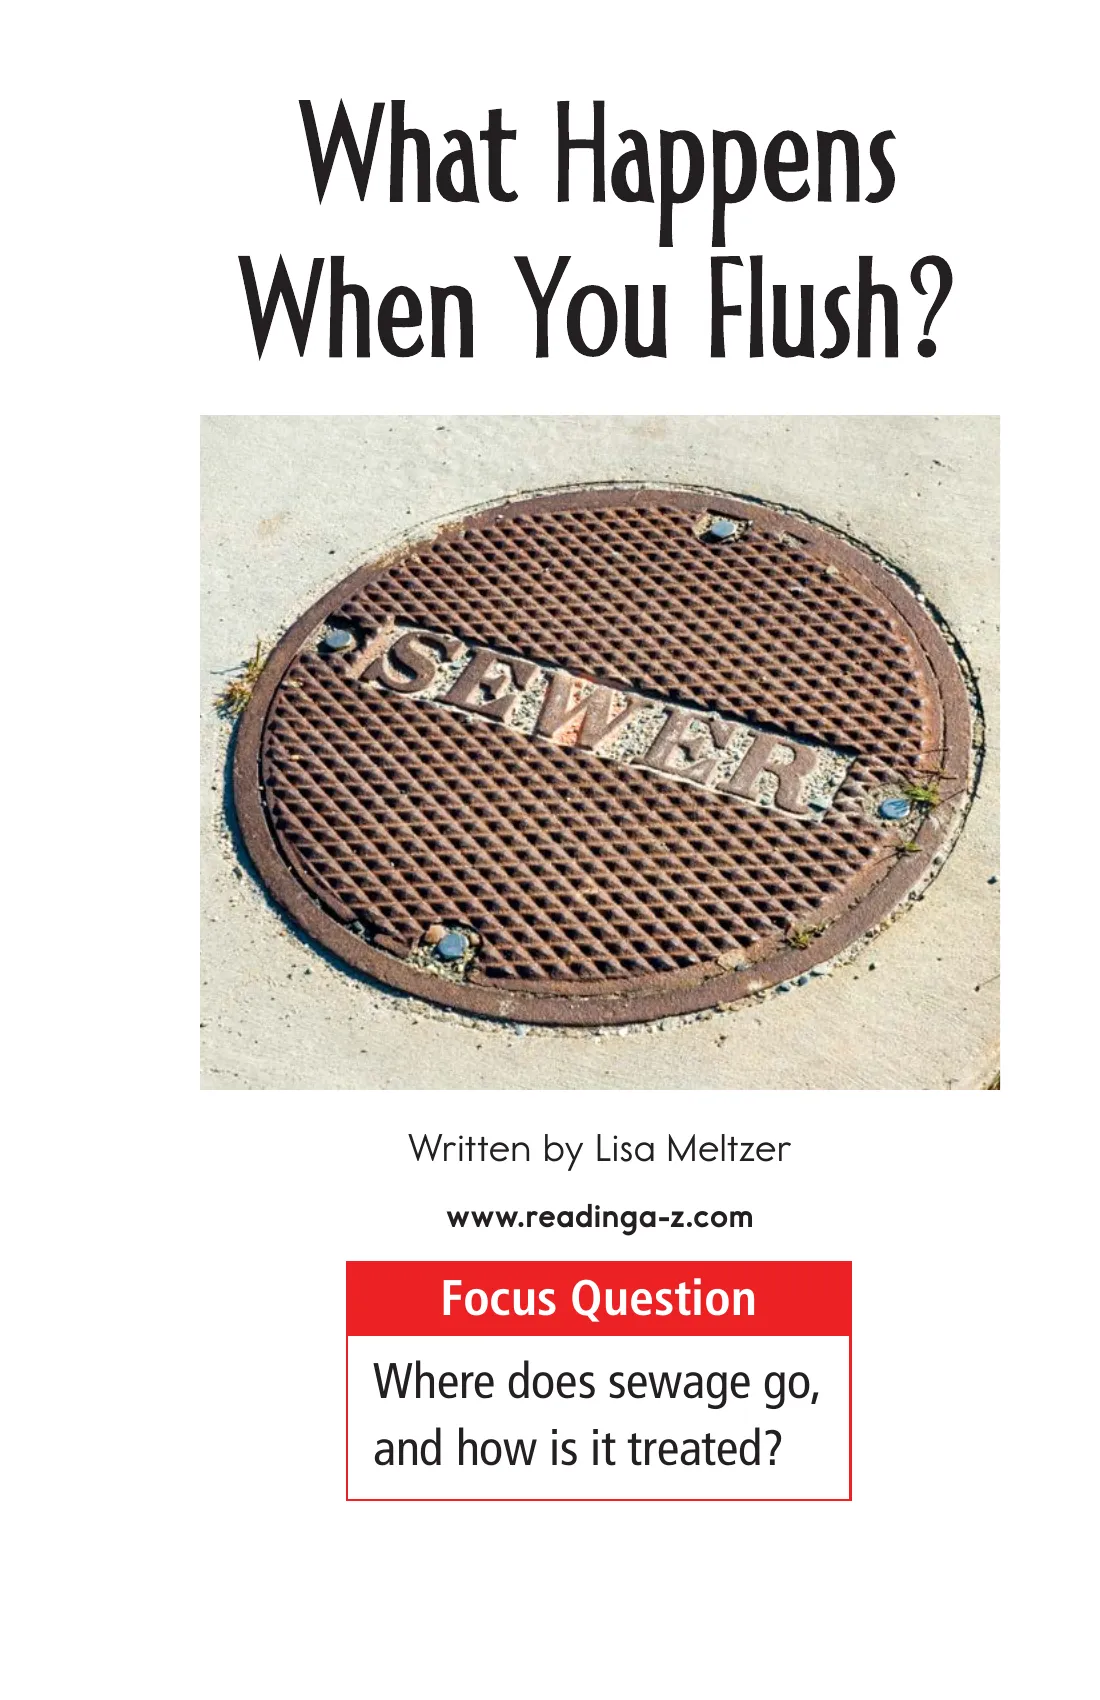 What Happens
When You Flush?
SEWER
Written by Lisa Meltzer
www.readinga-z.com
Focus Question
Where does sewage go,
and how is it treated?